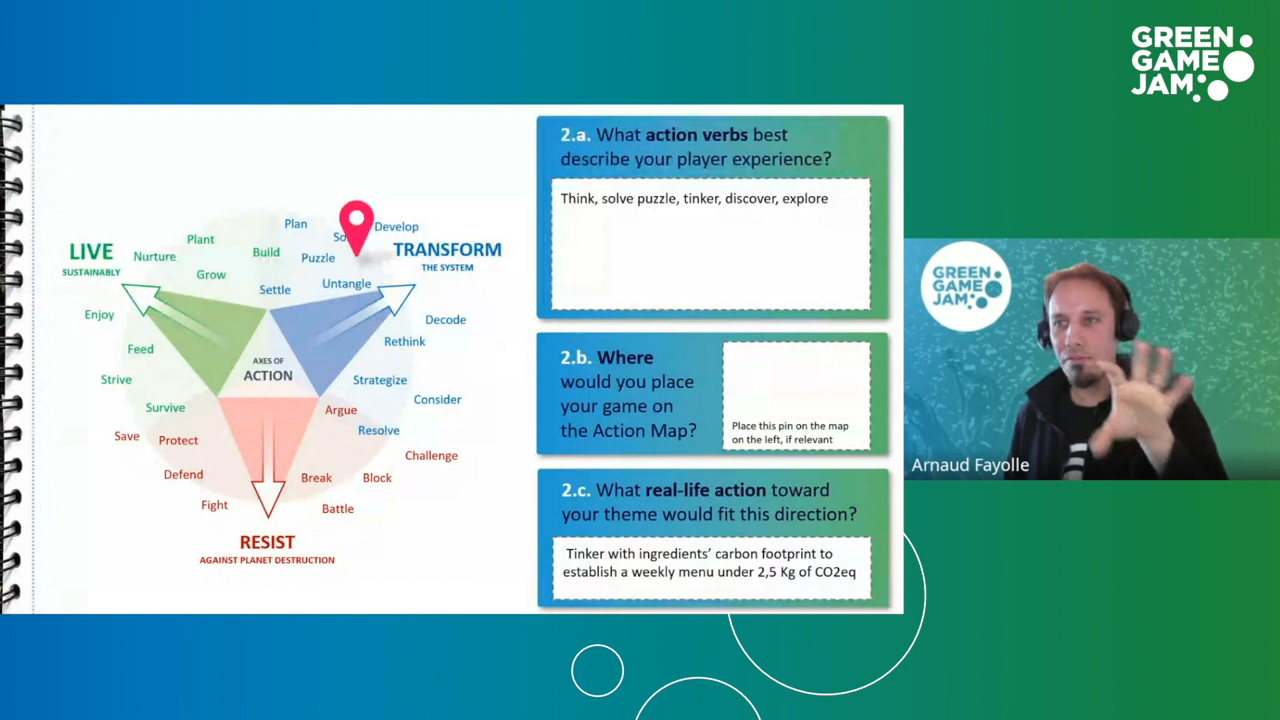 GREEN
GAME
JAM
Plan
Develop
Plant
Nurture
Build
Puzzle
LIVE
SUSTAINABLY
TRANSFORM
THE SYSTEM
Grow
Settle
Untangle
Enjoy
Decode
Feed
Rethink
AXES OF
ACTION
Strive
Strategize
Survive
Argue
Consider
Save
Protect
Resolve
Challenge
Defend
Break
Block
Fight
Battle
RESIST
AGAINST PLANET DESTRUCTION
2.a. What action verbs best
describe your player experience?
Think, solve puzzle, tinker, discover, explore
2.b. Where
would you place
your game on
the Action Map?
Place this pin on the map
on the left, if relevant
2.c. What real-life action toward
your theme would fit this direction?
Tinker with ingredients' carbon footprint to
establish a weekly menu under 2,5 Kg of CO2eq
GREEN
GAME
JAM
Arnaud Fayolle